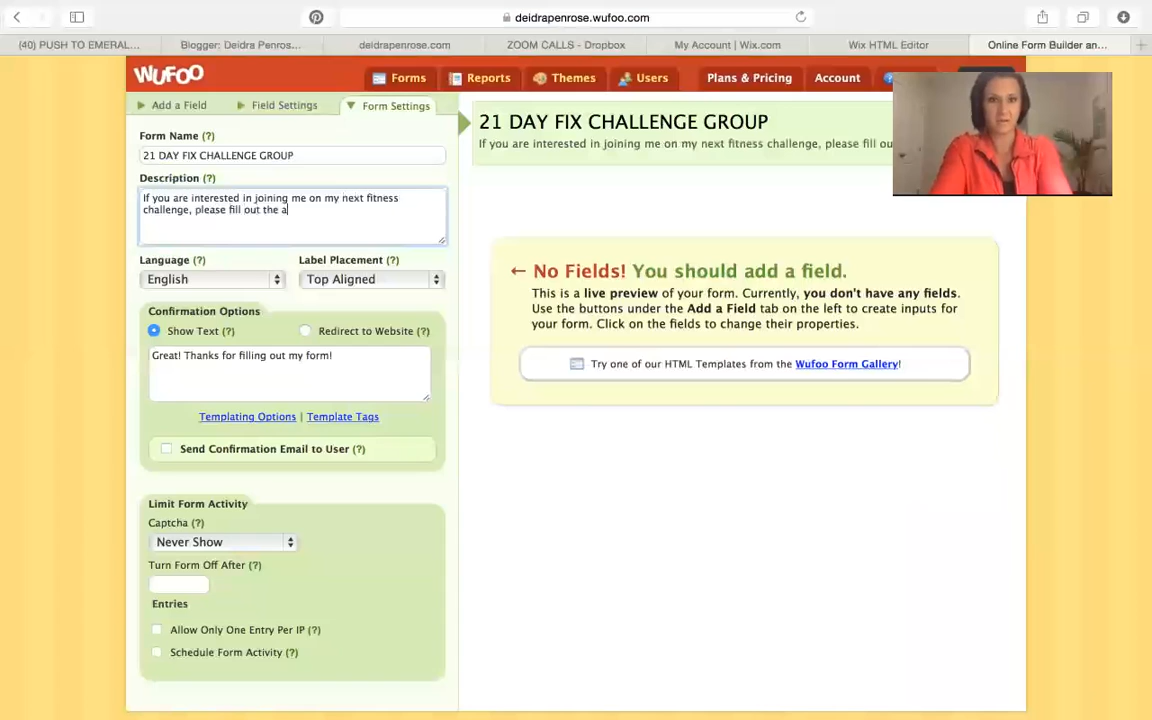 deidrapenrose.wufoo.com
(40) PUSH TO EMERAL...
Blogger: Deidra Penros...
deidrapenrose.com
ZOOM CALLS - Dropbox
My Account | Wix.com
Wix HTML Editor
Online Form Builder an...
WUFOO
Forms
Reports
Themes
Users
Plans & Pricing
Account
Add a Field
Field Settings
Form Settings
Form Name (?)
21 DAY FIX CHALLENGE GROUP
Description (?)
If you are interested in joining me on my next fitness
challenge, please fill out the a
Language (?)
Label Placement (?)
English
Top Aligned
Confirmation Options
Show Text (?)
Redirect to Website (?)
Great! Thanks for filling out my form!
Templating Options | Template Tags
Send Confirmation Email to User (?)
Limit Form Activity
Captcha (?)
Never Show
Turn Form Off After (?)
Entries
Allow Only One Entry Per IP (?)
Schedule Form Activity (?)
21 DAY FIX CHALLENGE GROUP
If you are interested in joining me on my next fitness challenge, please fill ou
← No Fields! You should add a field.
This is a live preview of your form. Currently, you don't have any fields.
Use the buttons under the Add a Field tab on the left to create inputs for
your form. Click on the fields to change their properties.
Try one of our HTML Templates from the Wufoo Form Gallery!